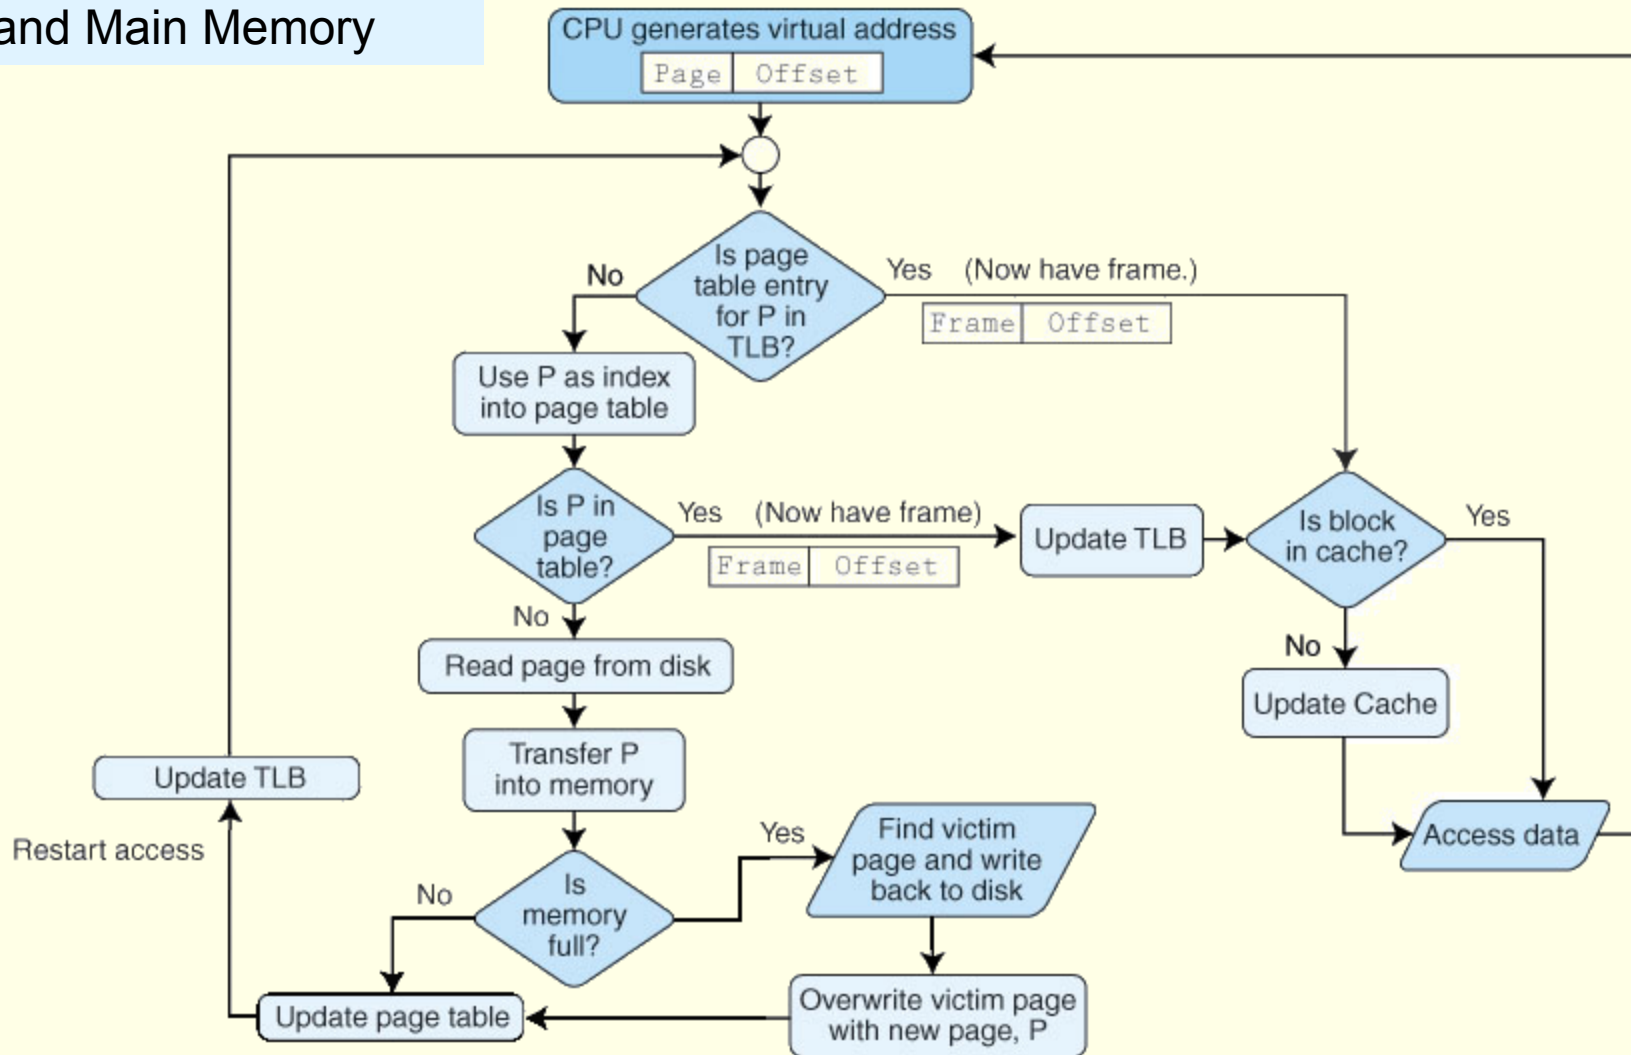 and Main Memory
CPU generates virtual address
Page Offset
Is page
table entry
for P in
TLB?
No
Yes (Now have frame.)
Frame Offset
Use P as index
into page table
Is P in
page
table?
Yes (Now have frame)
Frame Offset
Update TLB
Is block
in cache?
Yes
No
Update Cache
Access data
No
Read page from disk
Transfer P
into memory
Is
memory
full?
Yes
Find victim
page and write
back to disk
Overwrite victim page
with new page, P
No
Update page table
Restart access
Update TLB